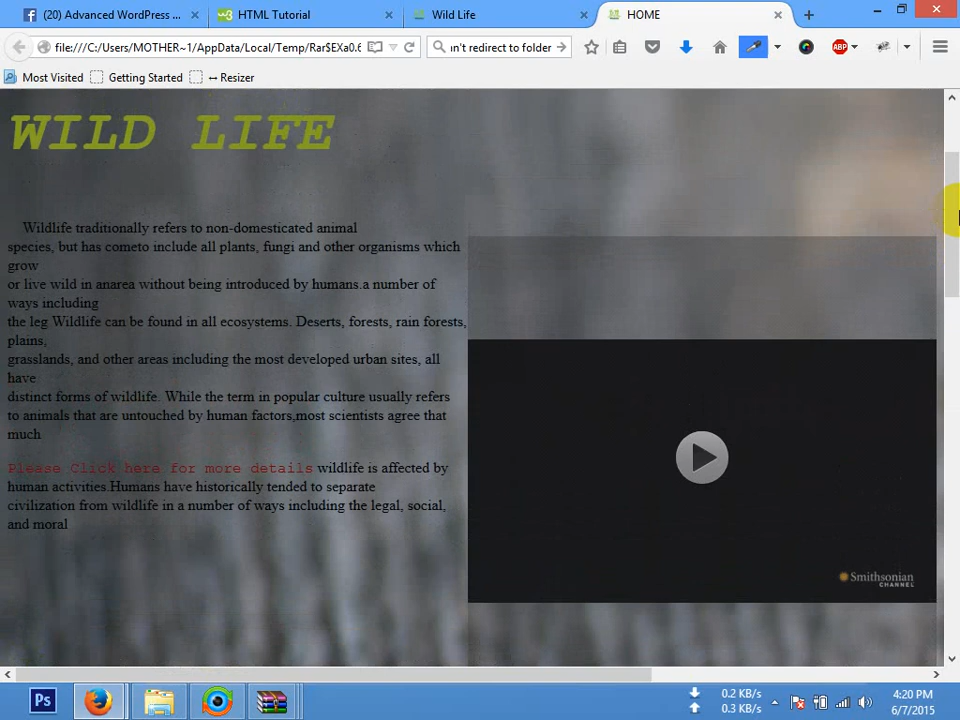 (20) Advanced WordPress ...
HTML Tutorial
Wild Life
HOME
file:///C:/Users/MOTHER~1/AppData/Local/Temp/Rar$EXa0.6
ın't redirect to folder
ABP
Most Visited
Getting Started
↔ Resizer
WILD LIFE
Wildlife traditionally refers to non-domesticated animal
species, but has cometo include all plants, fungi and other organisms which
grow
or live wild in anarea without being introduced by humans.a number of
ways including
the leg Wildlife can be found in all ecosystems. Deserts, forests, rain forests,
plains,
grasslands, and other areas including the most developed urban sites, all
have
distinct forms of wildlife. While the term in popular culture usually refers
to animals that are untouched by human factors,most scientists agree that
much
Please Click here for more details wildlife is affected by
human activities.Humans have historically tended to separate
civilization from wildlife in a number of ways including the legal, social,
and moral
Smithsonian
CHANNEL
Ps
0.2 KB/s
0.3 KB/s
4:20 PM
6/7/2015